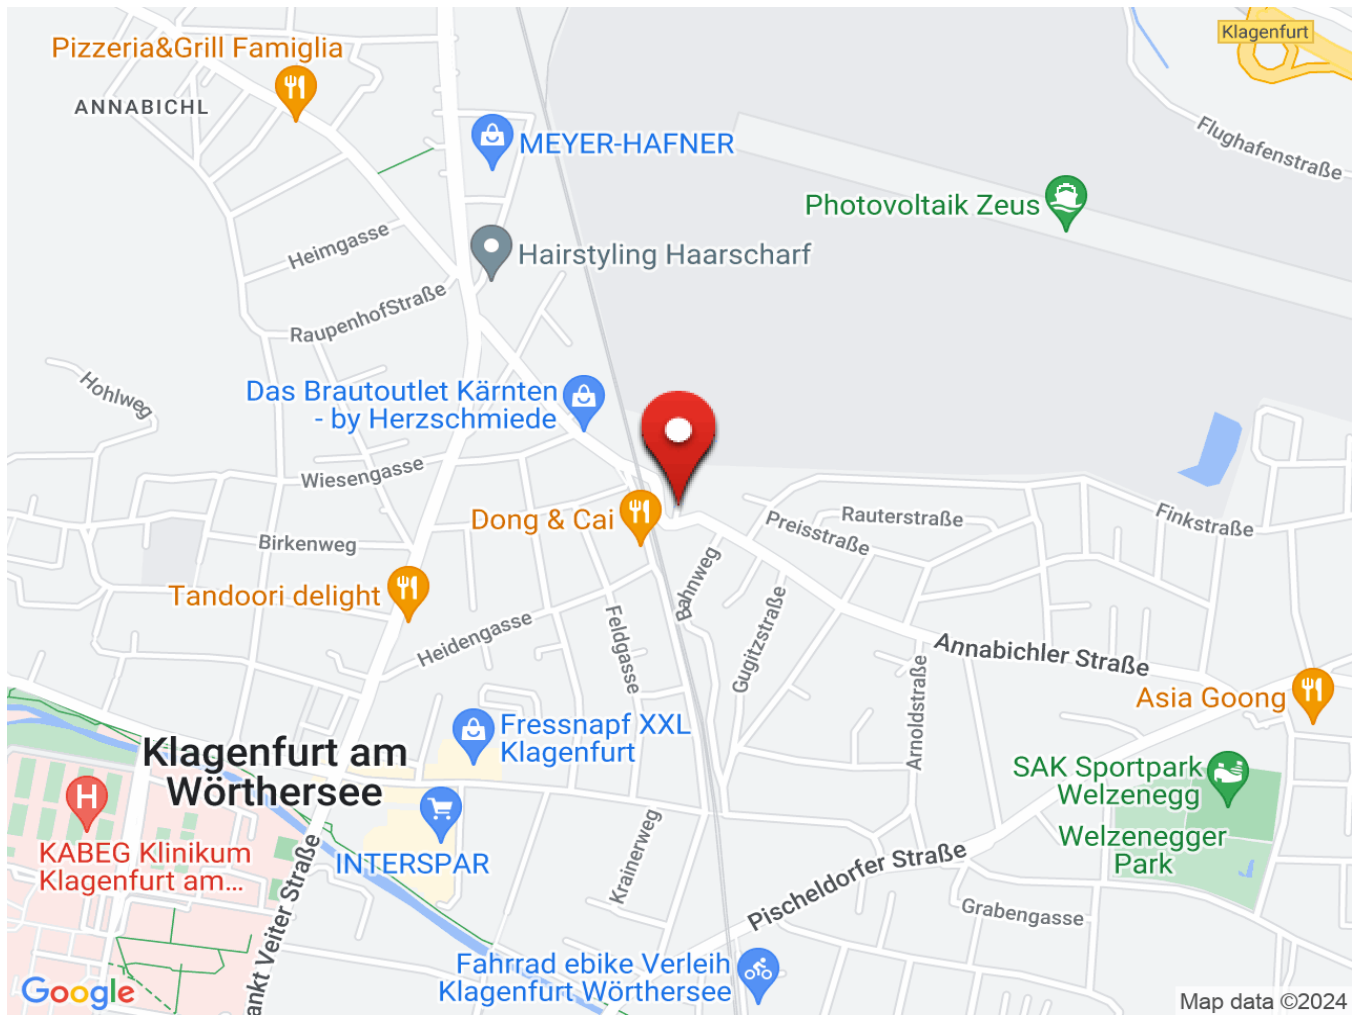 Klagenfurt
Pizzeria&Grill Famiglia
ANNABICHL
MEYER-HAFNER
Flughafenstraße
Photovoltaik Zeus
Heimgasse
Hairstyling Haarscharf
RaupenhofStraße
Hohlweg
Das Brautoutlet Kärnten
- by Herzschmiede
Wiesengasse
Dong & Cai
Rauterstraße
Preisstraße
Finkstraße
Birkenweg
Bahnweg
Tandoori delight
Heidengasse
Feldgasse
Gugitzstraße
Annabichler Straße
Arnoldstraße
Asia Goong
Fressnapf XXL
Klagenfurt
Klagenfurt am
Wörthersee
SAK Sportpark
Welzenegg
Welzenegger
Park
INTERSPAR
H
KABEG Klinikum
Klagenfurt am...
Krainerweg
Pischeldorfer Straße
Grabengasse
ankt Veiter Straße
Fahrrad ebike Verleih
Klagenfurt Wörthersee
Google
Map data ©2024